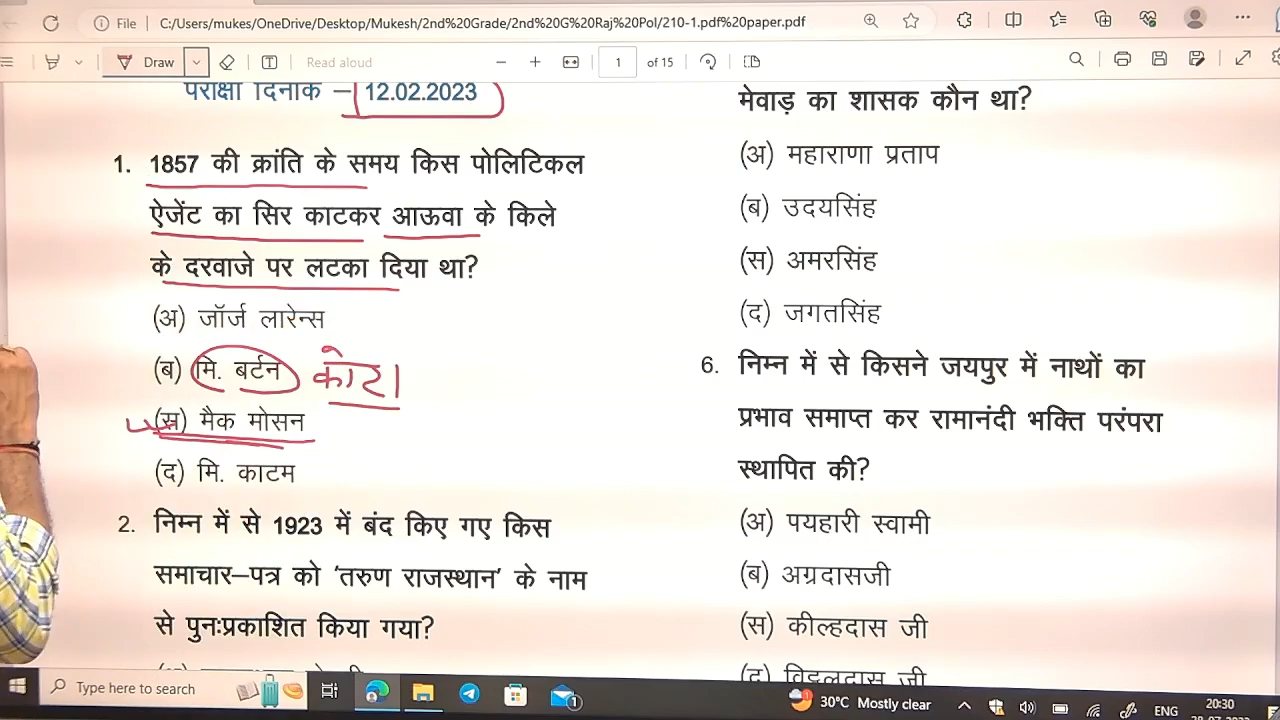 File
C:/Users/mukes/OneDrive/Desktop/Mukesh/2nd%20Grade/2nd%20G%20Raj%20Pol/210-1.pdf%20paper.pdf
Draw
Read aloud
1
of 15
परीक्षा दिनांक – 12.02.2023
1. 1857 की क्रांति के समय किस पोलिटिकल
ऐजेंट का सिर काटकर आऊवा के किले
के दरवाजे पर लटका दिया था?
(अ) जॉर्ज लारेन्स
(ब) मि. बर्टन कोटा
(स) मैक मोसन
(द) मि. काटम
2. निम्न में से 1923 में बंद किए गए किस
समाचार–पत्र को 'तरुण राजस्थान' के नाम
से पुनःप्रकाशित किया गया?
मेवाड़ का शासक कौन था?
(अ) महाराणा प्रताप
(ब) उदयसिंह
(स) अमरसिंह
(द) जगतसिंह
6. निम्न में से किसने जयपुर में नाथों का
प्रभाव समाप्त कर रामानंदी भक्ति परंपरा
स्थापित की?
(अ) पयहारी स्वामी
(ब) अग्रदासजी
(स) कील्हदास जी
(द) विट्ठलदास जी
Type here to search
1
1
30°C Mostly clear
ENG
20:30